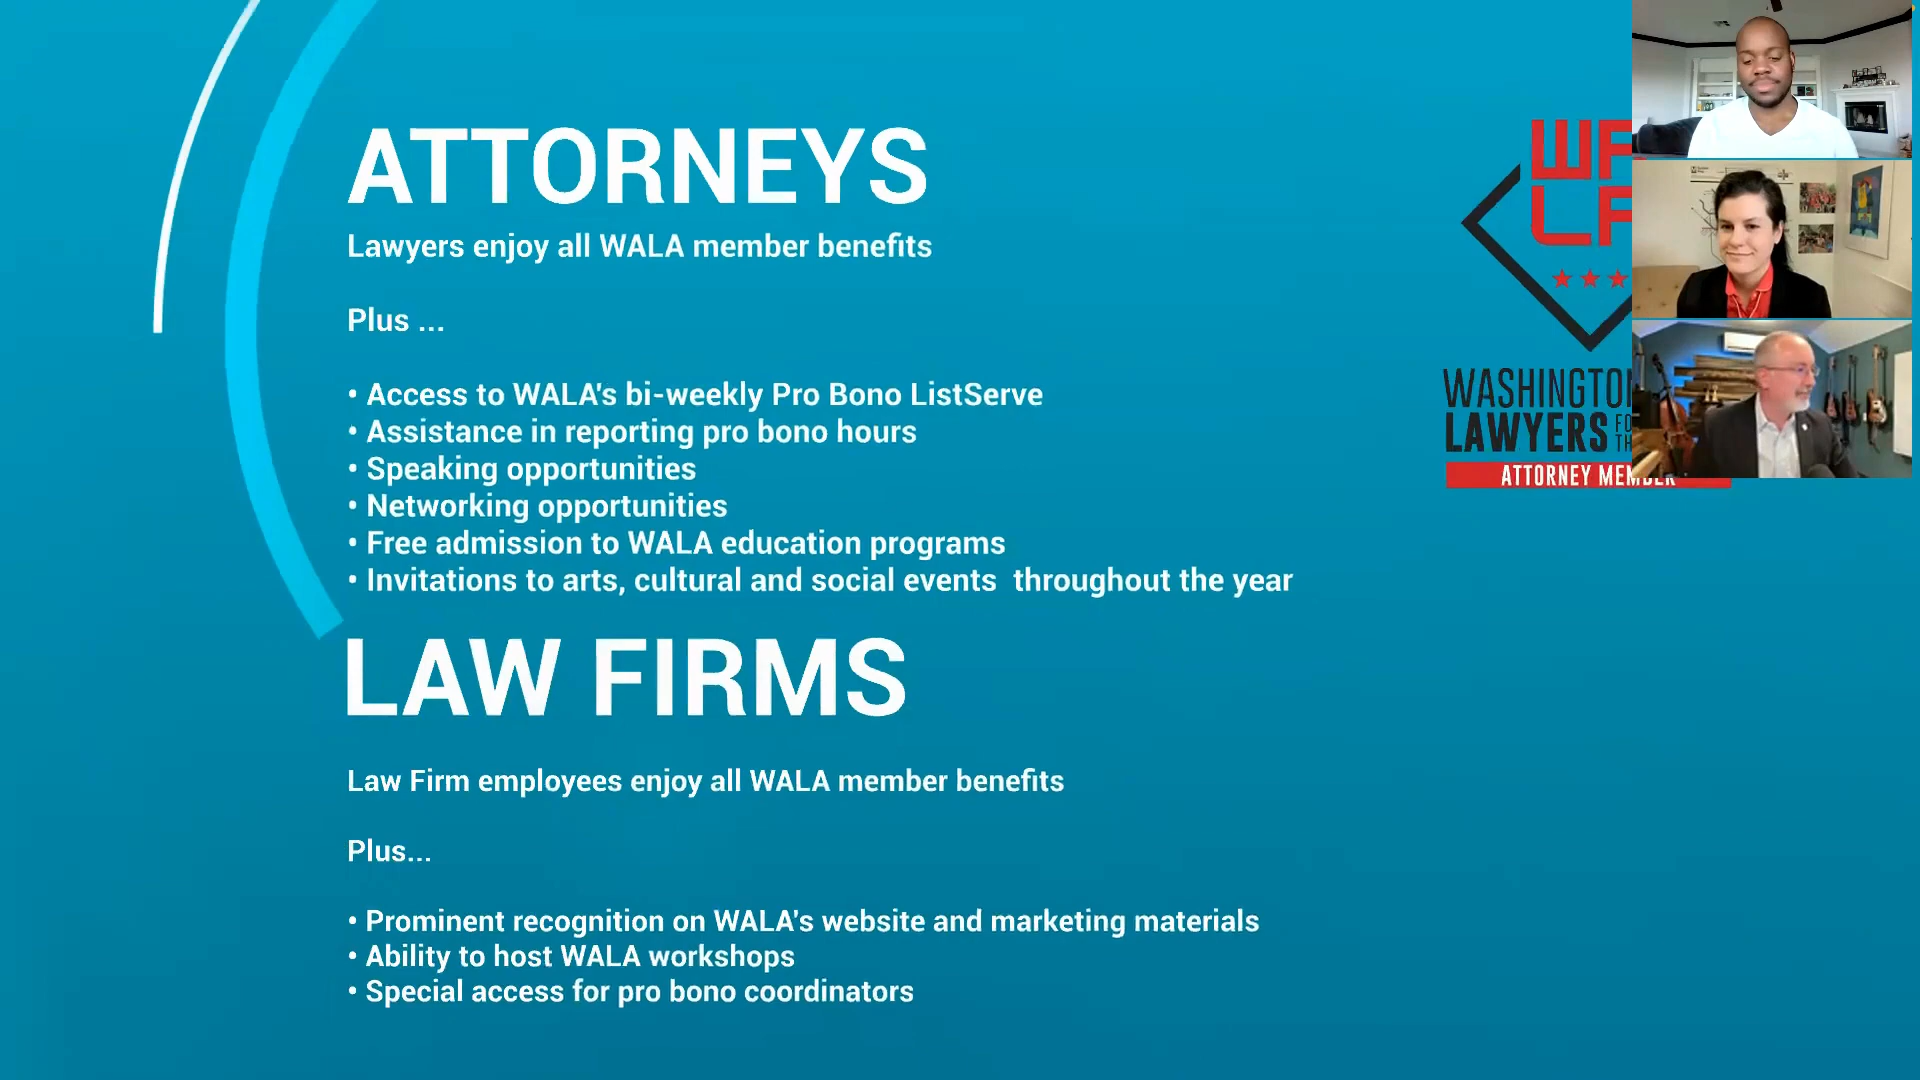 ATTORNEYS
Lawyers enjoy all WALA member benefits
Plus ...
• Access to WALA's bi-weekly Pro Bono ListServe
• Assistance in reporting pro bono hours
• Speaking opportunities
• Networking opportunities
• Free admission to WALA education programs
• Invitations to arts, cultural and social events  throughout the year
LAW FIRMS
Law Firm employees enjoy all WALA member benefits
Plus...
• Prominent recognition on WALA's website and marketing materials
• Ability to host WALA workshops
• Special access for pro bono coordinators
WASHINGTON
LAWYERS
ATTORNEY MEMBER